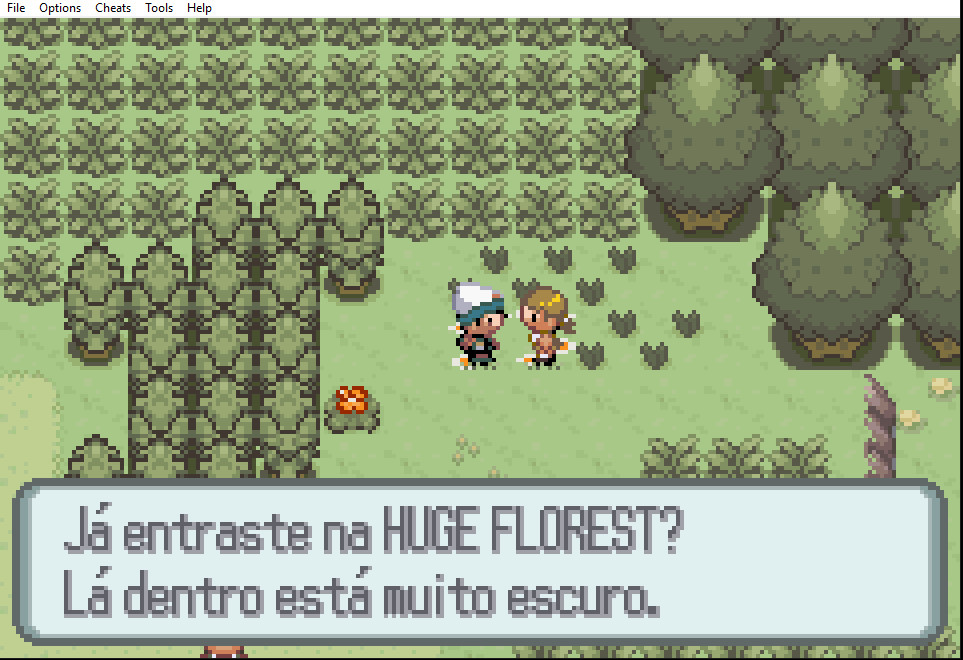 File Options Cheats Tools Help
Já entraste na HUGE FLOREST?
Lá dentro está muito escuro.